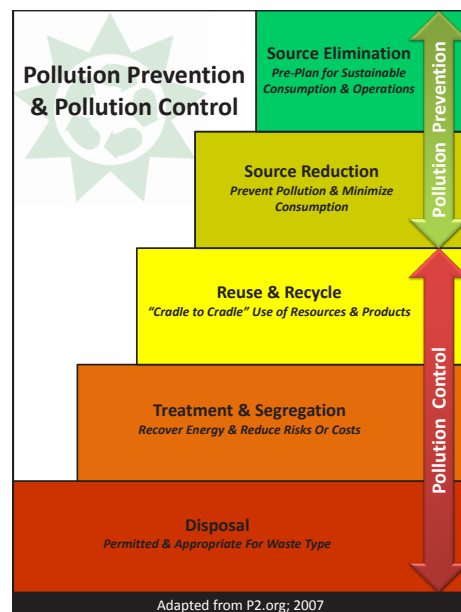 Pollution Prevention
& Pollution Control
Source Elimination
Pre-Plan for Sustainable
Consumption & Operations
Source Reduction
Prevent Pollution & Minimize
Consumption
Reuse & Recycle
“Cradle to Cradle” Use of Resources & Products
Treatment & Segregation
Recover Energy & Reduce Risks Or Costs
Disposal
Permitted & Appropriate For Waste Type
Pollution Prevention
Pollution Control
Adapted from P2.org; 2007